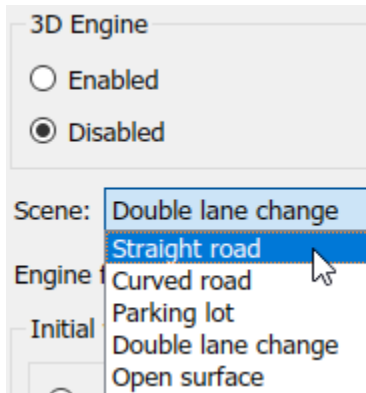 3D Engine
Enabled
Disabled
Scene: Double lane change
Straight road
Engine
Curved road
Parking lot
Initial
Double lane change
Open surface